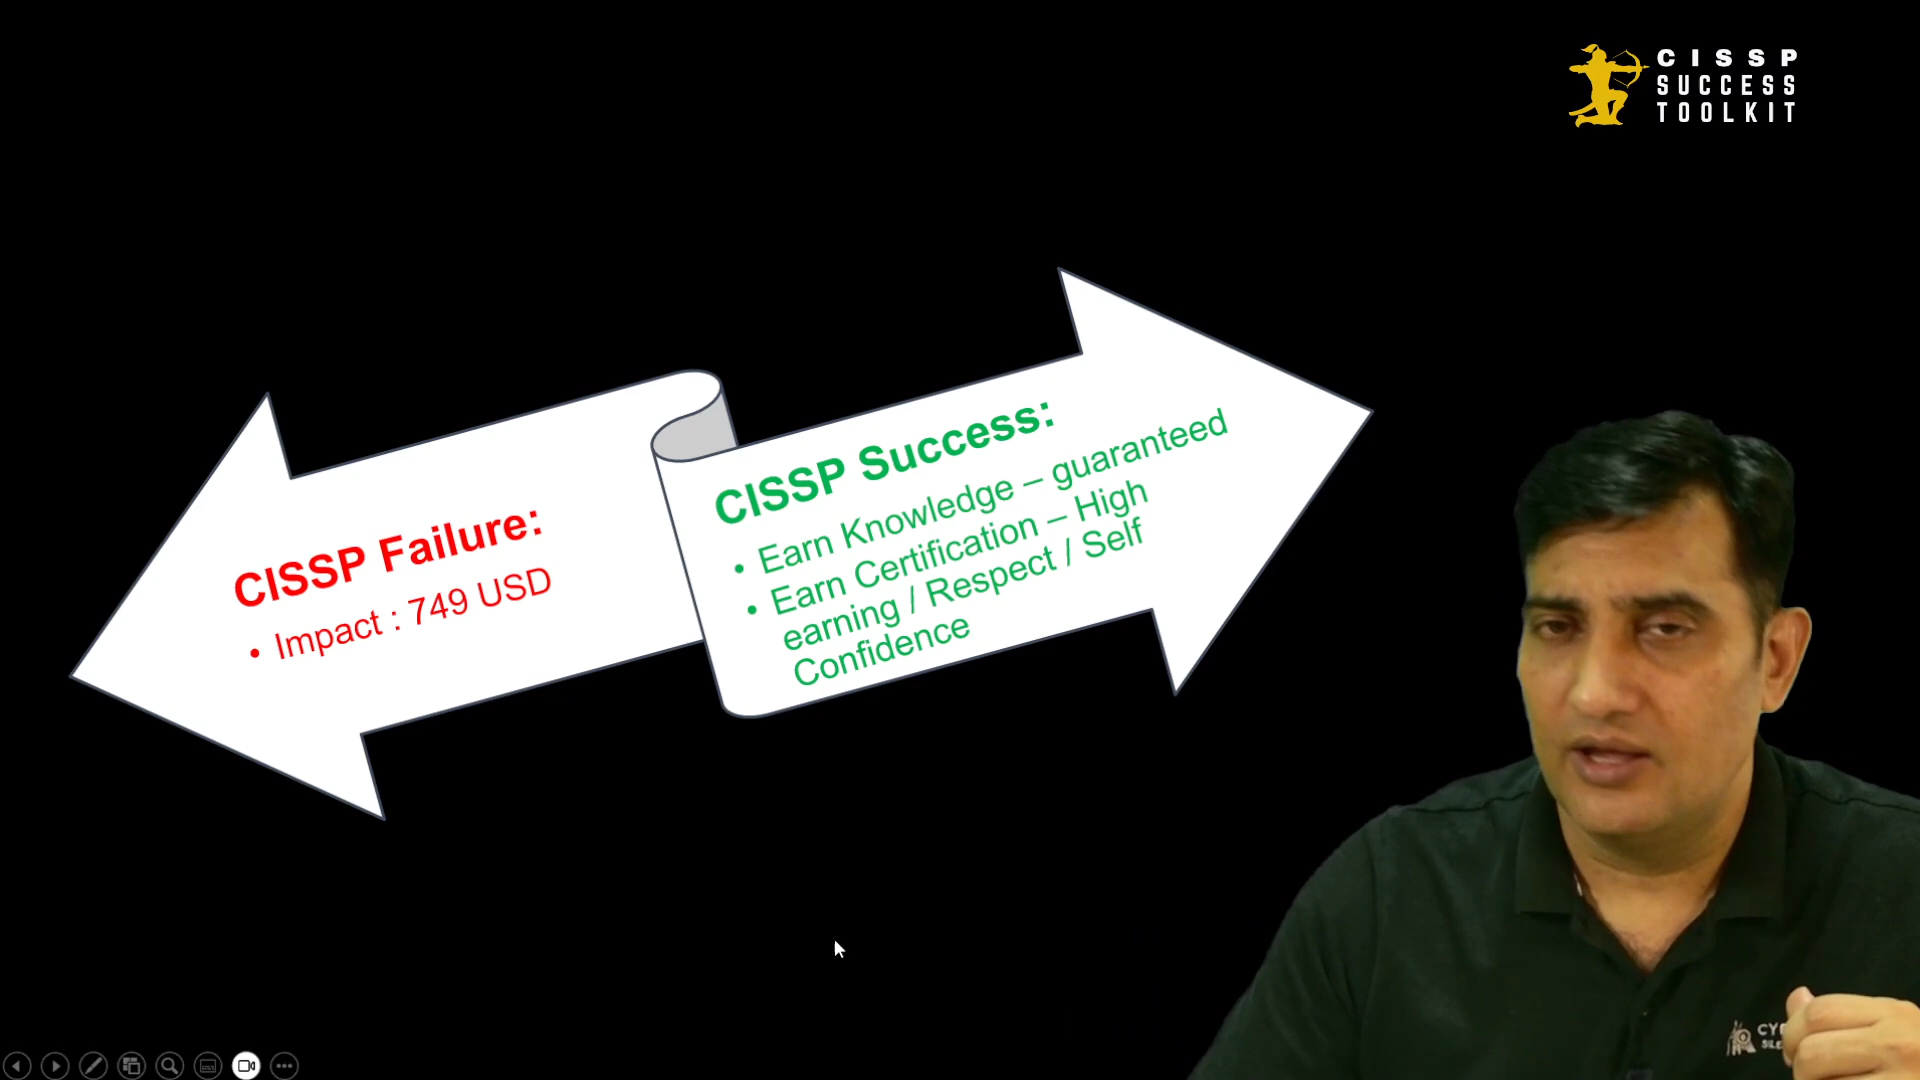 CISSP
SUCCESS
TOOLKIT
CISSP Failure:
• Impact : 749 USD
CISSP Success:
• Earn Knowledge – guaranteed
• Earn Certification – High
earning / Respect / Self
Confidence